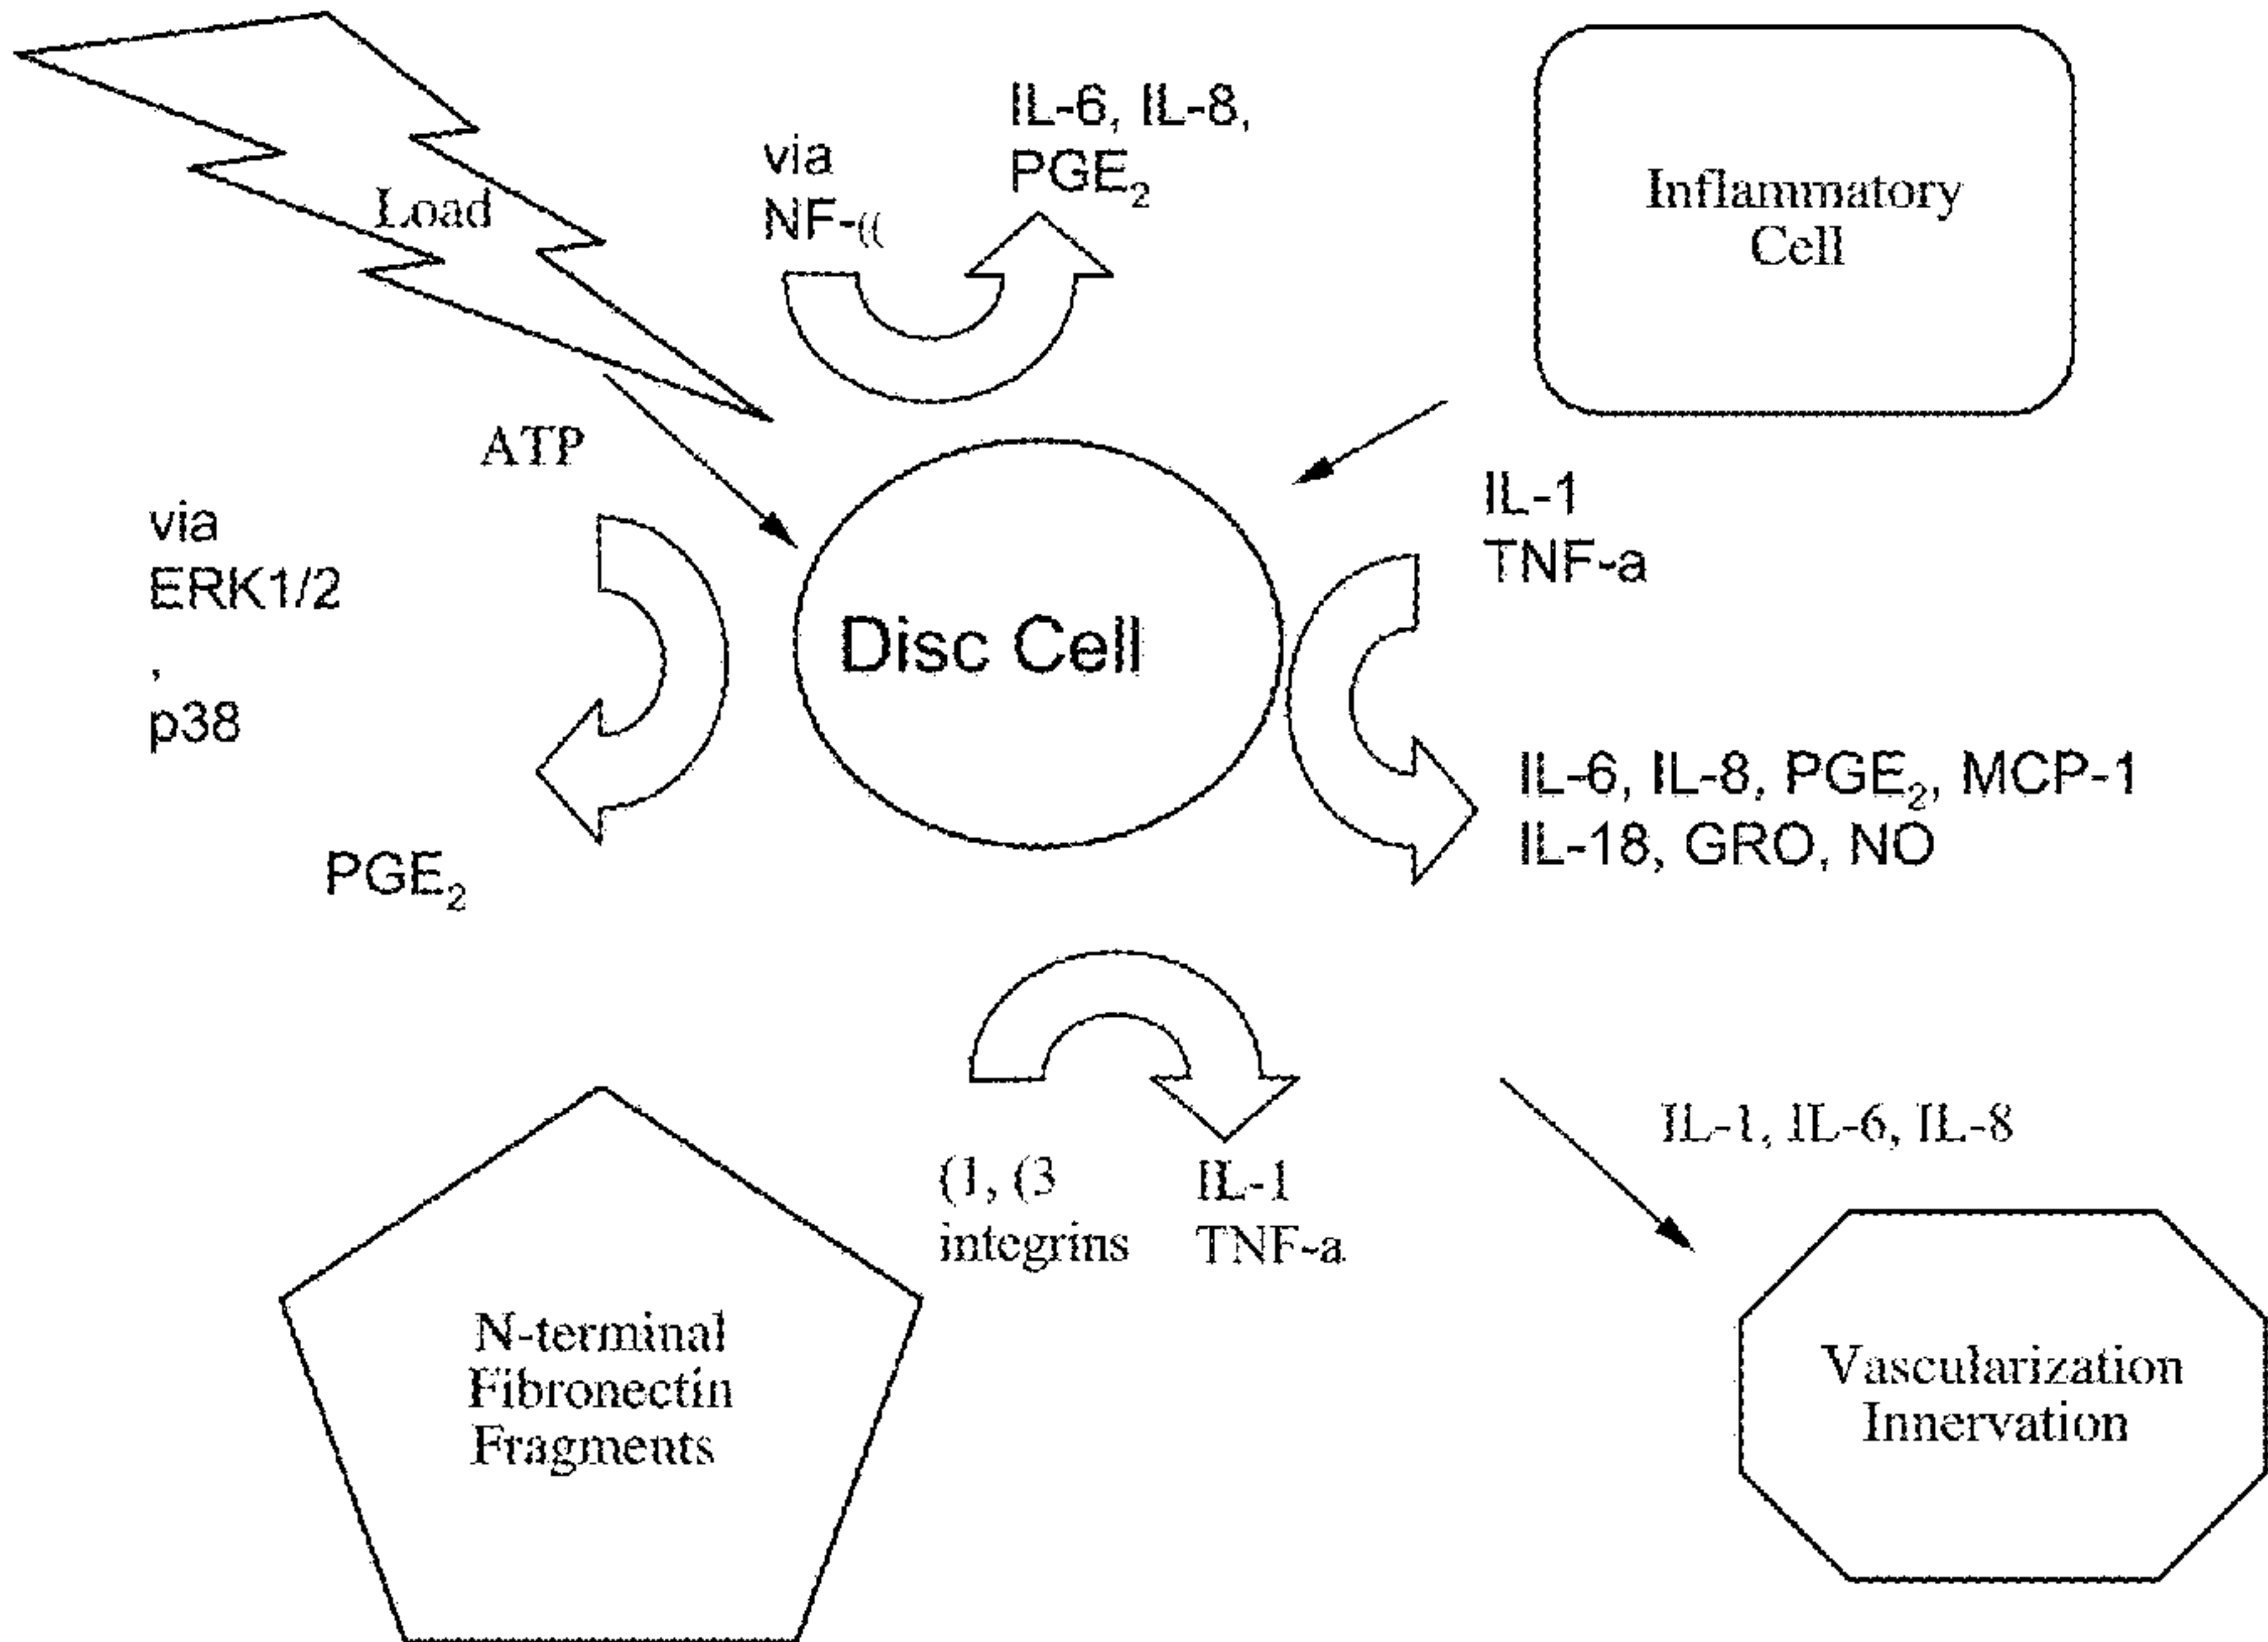 Load
via
NF-((
IL-6, IL-8,
PGE₂
Inflammatory
Cell
ATP
via
ERK1/2
,
p38
PGE₂
Disc Cell
IL-1
TNF-a
IL-6, IL-8, PGE₂, MCP-1
IL-18, GRO, NO
(1, (3
integrins
IL-1
TNF-a
IL-1, IL-6, IL-8
N-terminal
Fibronectin
Fragments
Vascularization
Innervation